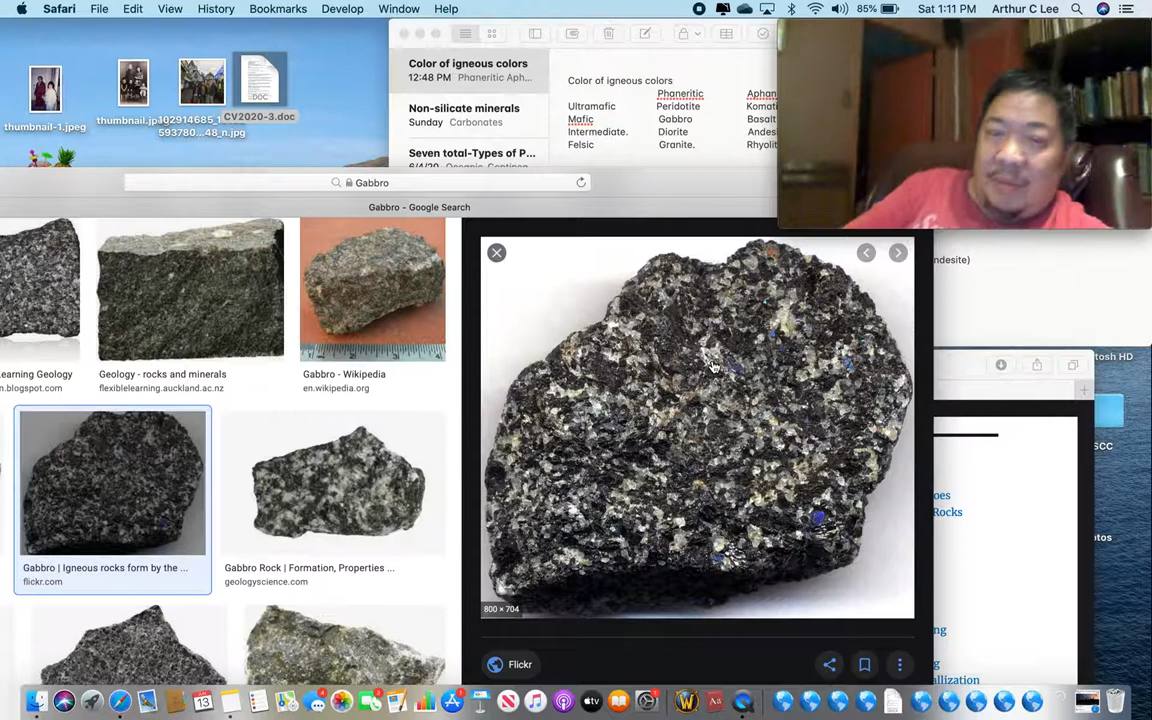 Safari File Edit View History Bookmarks Develop Window Help 85% Sat 1:11 PM Arthur C Lee
thumbnail-1.jpeg
CV2020-3.doc
DOC
Color of igneous colors
12:48 PM Phaneritic Aph...
Non-silicate minerals
Sunday Carbonates
Seven total-Types of P...
Color of igneous colors
Phaneritic
Ultramafic Peridotite
Mafic Gabbro Basalt
Intermediate. Diorite
Felsic Granite.
Gabbro
Gabbro - Google Search
Geology - rocks and minerals
flexiblelearning.auckland.ac.nz
Gabbro - Wikipedia
en.wikipedia.org
Gabbro | Igneous rocks form by the ...
flickr.com
Gabbro Rock | Formation, Properties ...
geologyscience.com
800 × 704
Flickr
Rocks